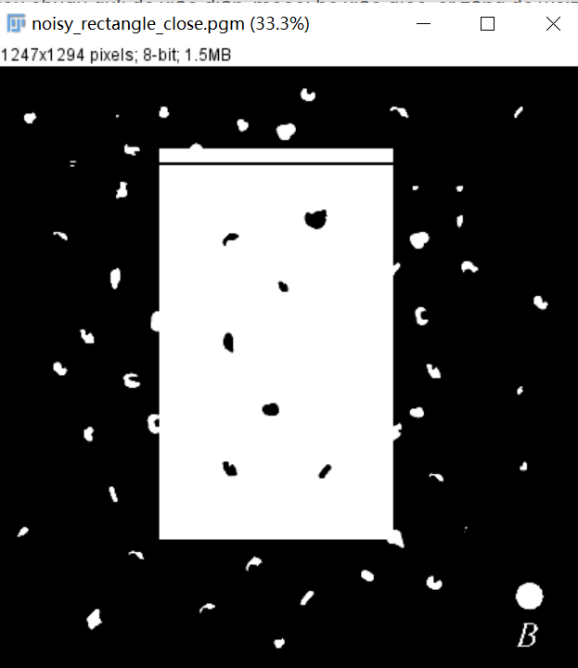 noisy_rectangle_close.pgm (33.3%)
1247x1294 pixels; 8-bit; 1.5MB
B